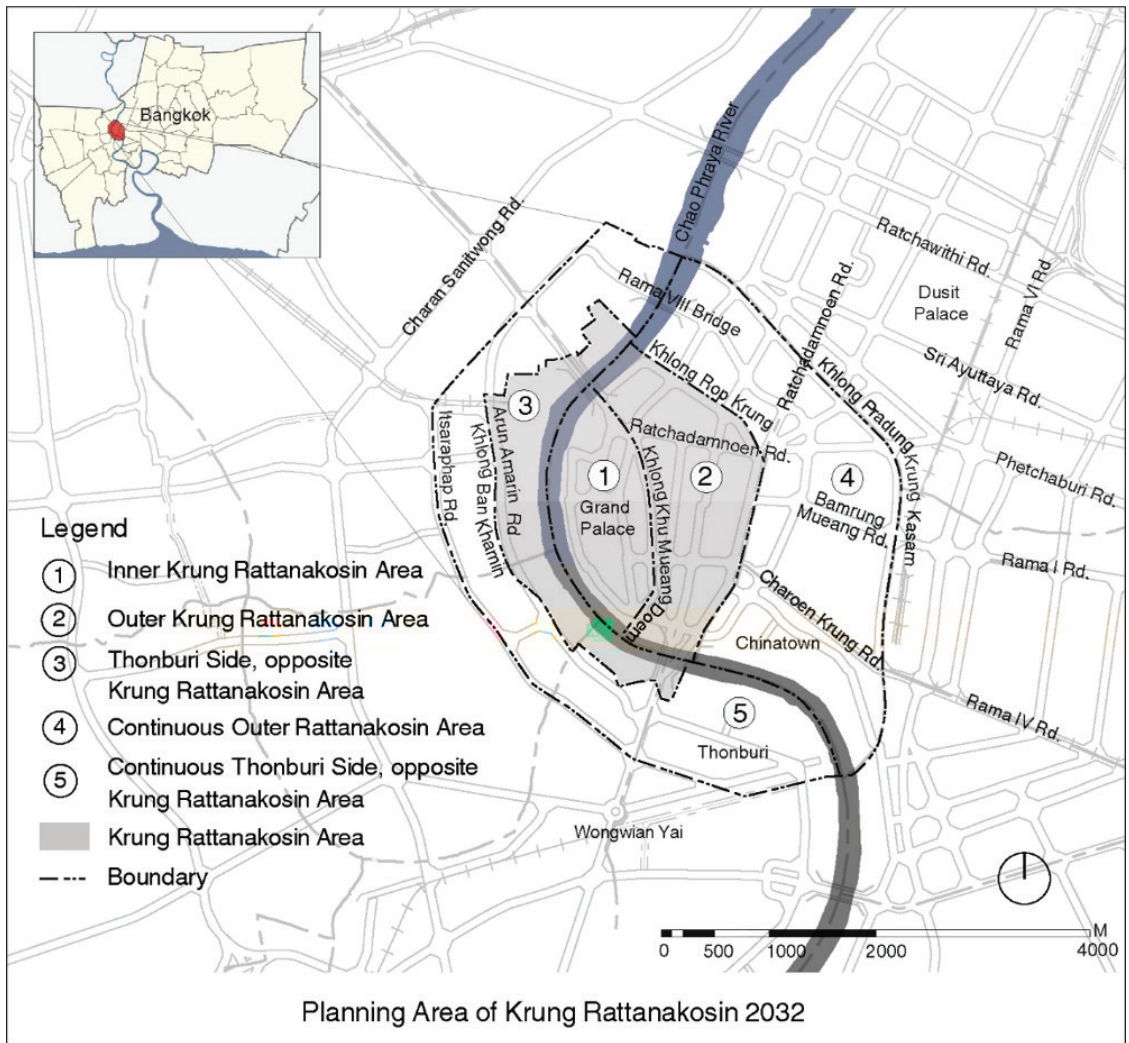 Bangkok
Chao Phraya River
Charan Sanitwong Rd.
Ratchawithi Rd.
Rama VI Rd
Dusit
Palace
Rama VIII Bridge
Ratchadamnoen Rd.
Sri Ayuttaya Rd.
Khlong Rop Krung
Khlong Pradung Krung Kasam
3
Ratchadamnoen Rd.
Itsaraphap Rd
Khlong Ban Khamin
Arun Amarin Rd
1
Grand
Palace
Khlong Khu Mueang Doem
2
4
Bamrung
Mueang Rd.
Phetchaburi Rd.
Rama I Rd.
Charoen Krung Rd.
Chinatown
Rama IV Rd.
5
Thonburi
Wongwian Yai
Legend
1 Inner Krung Rattanakosin Area
2 Outer Krung Rattanakosin Area
3 Thonburi Side, opposite
Krung Rattanakosin Area
4 Continuous Outer Rattanakosin Area
5 Continuous Thonburi Side, opposite
Krung Rattanakosin Area
Krung Rattanakosin Area
Boundary
M
0 500 1000 2000 4000
Planning Area of Krung Rattanakosin 2032